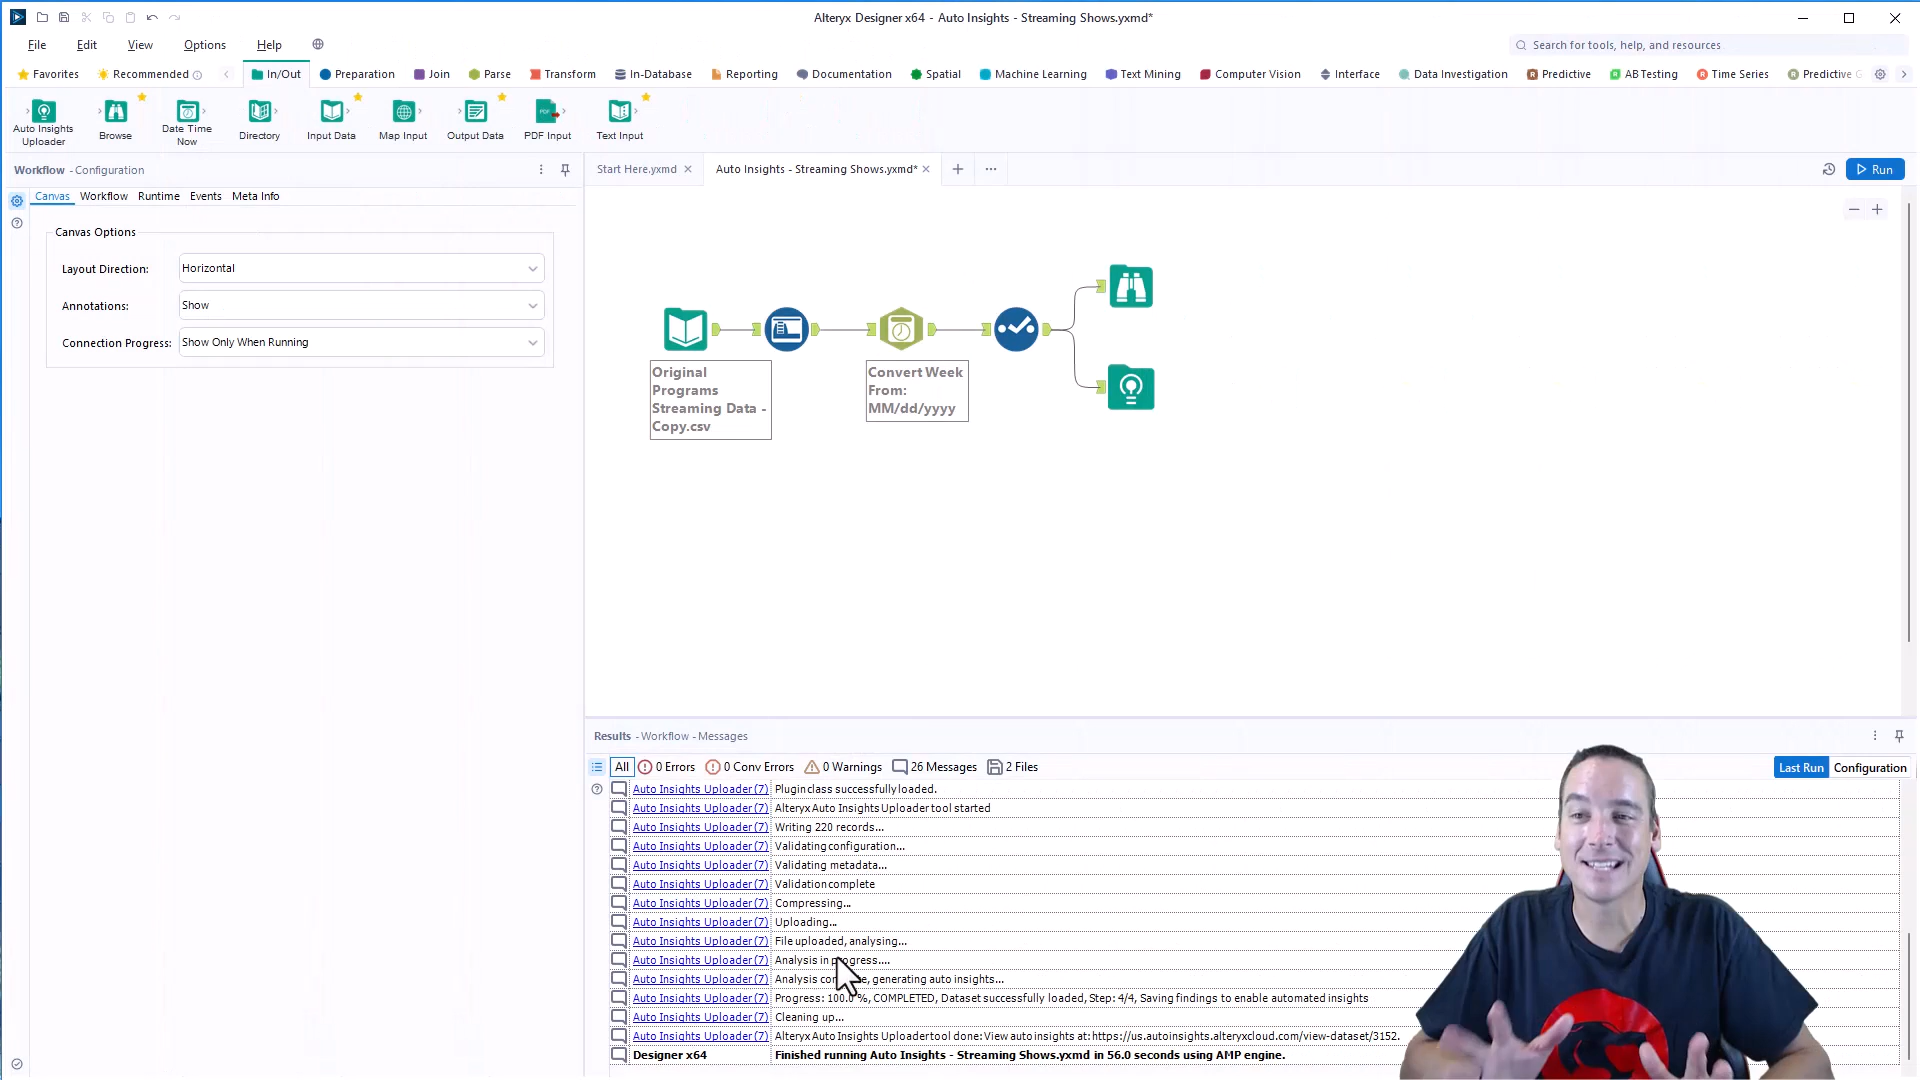 Alteryx Designer x64 - Auto Insights - Streaming Shows.yxmd*
File Edit View Options Help
Search for tools, help, and resources
Favorites Recommended In/Out Preparation Join Parse Transform In-Database Reporting Documentation Spatial Machine Learning Text Mining Computer Vision Interface Data Investigation Predictive AB Testing Time Series Predictive
Auto Insights Uploader
Browse
Date Time Now
Directory
Input Data
Map Input
Output Data
PDF
PDF Input
Text Input
Workflow - Configuration
Start Here.yxmd
Auto Insights - Streaming Shows.yxmd*
Run
Canvas Workflow Runtime Events Meta Info
Canvas Options
Layout Direction: Horizontal
Annotations: Show
Connection Progress: Show Only When Running
Original
Programs
Streaming Data -
Copy.csv
Convert Week
From:
MM/dd/yyyy
Results - Workflow - Messages
All 0 Errors 0 Conv Errors 0 Warnings 26 Messages 2 Files
Last Run Configuration
Auto Insights Uploader (7) Plugin class successfully loaded.
Auto Insights Uploader (7) Alteryx Auto Insights Uploader tool started
Auto Insights Uploader (7) Writing 220 records...
Auto Insights Uploader (7) Validating configuration...
Auto Insights Uploader (7) Validating metadata...
Auto Insights Uploader (7) Validation complete
Auto Insights Uploader (7) Compressing...
Auto Insights Uploader (7) Uploading...
Auto Insights Uploader (7) File uploaded, analysing...
Auto Insights Uploader (7) Analysis in progress....
Auto Insights Uploader (7) Analysis complete, generating auto insights...
Auto Insights Uploader (7) Progress: 100.0 %, COMPLETED, Dataset successfully loaded, Step: 4/4, Saving findings to enable automated insights
Auto Insights Uploader (7) Cleaning up...
Auto Insights Uploader (7) Alteryx Auto Insights Uploader tool done: View auto insights at: https://us.autoinsights.alteryxcloud.com/view-dataset/3152.
Designer x64 Finished running Auto Insights - Streaming Shows.yxmd in 56.0 seconds using AMP engine.